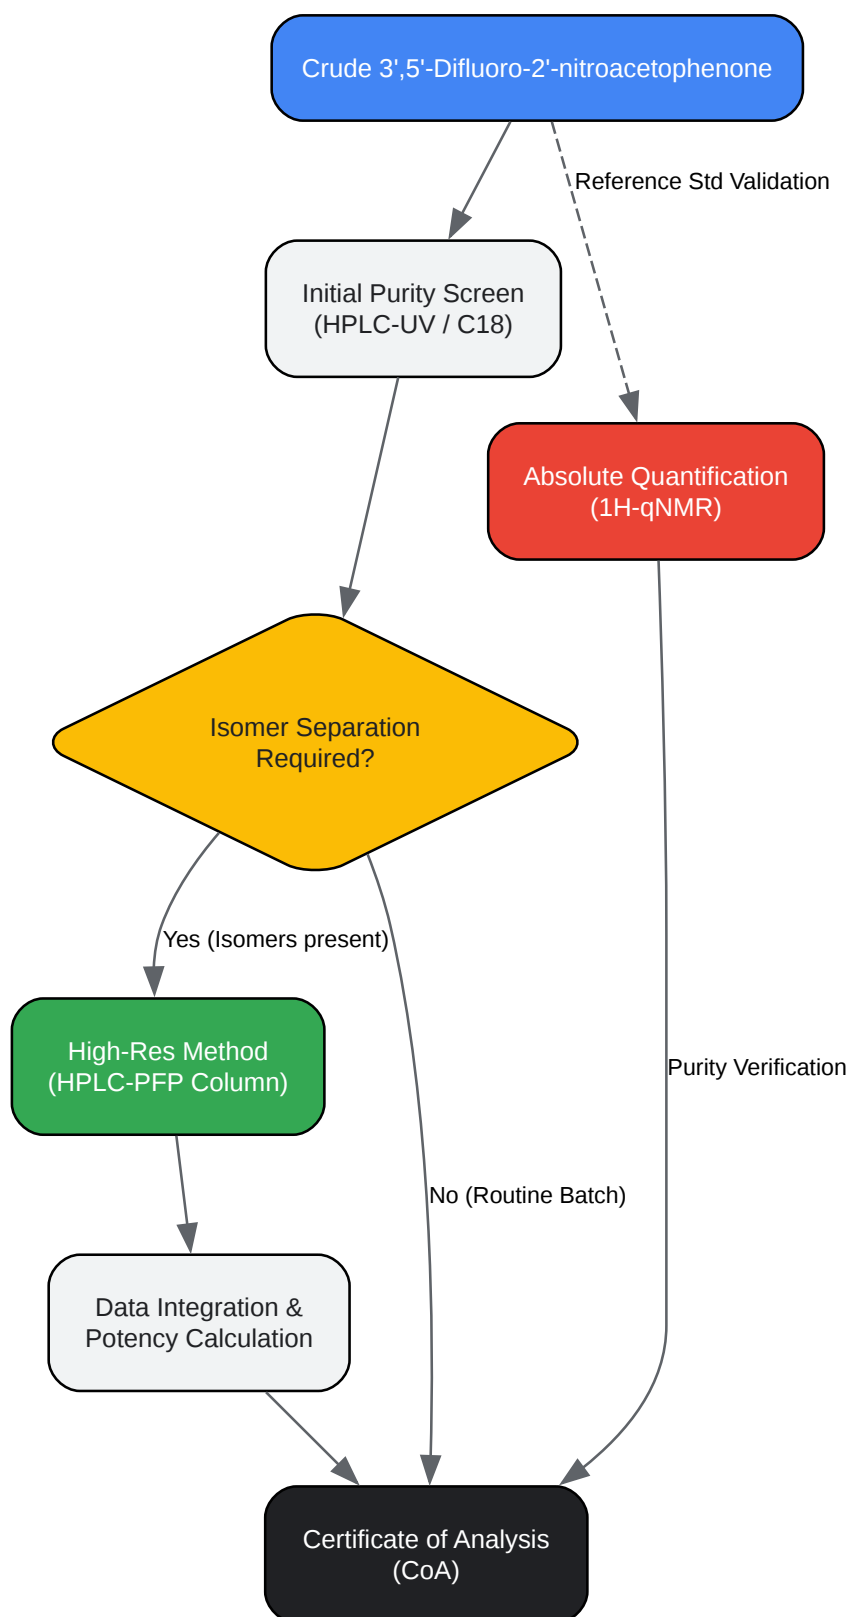 Crude 3',5'-Difluoro-2'-nitroacetophenone
Reference Std Validation
Initial Purity Screen
(HPLC-UV / C18)
Absolute Quantification
(1H-qNMR)
Isomer Separation
Required?
Yes (Isomers present)
High-Res Method
(HPLC-PFP Column)
Purity Verification
No (Routine Batch)
Data Integration &
Potency Calculation
Certificate of Analysis
(CoA)